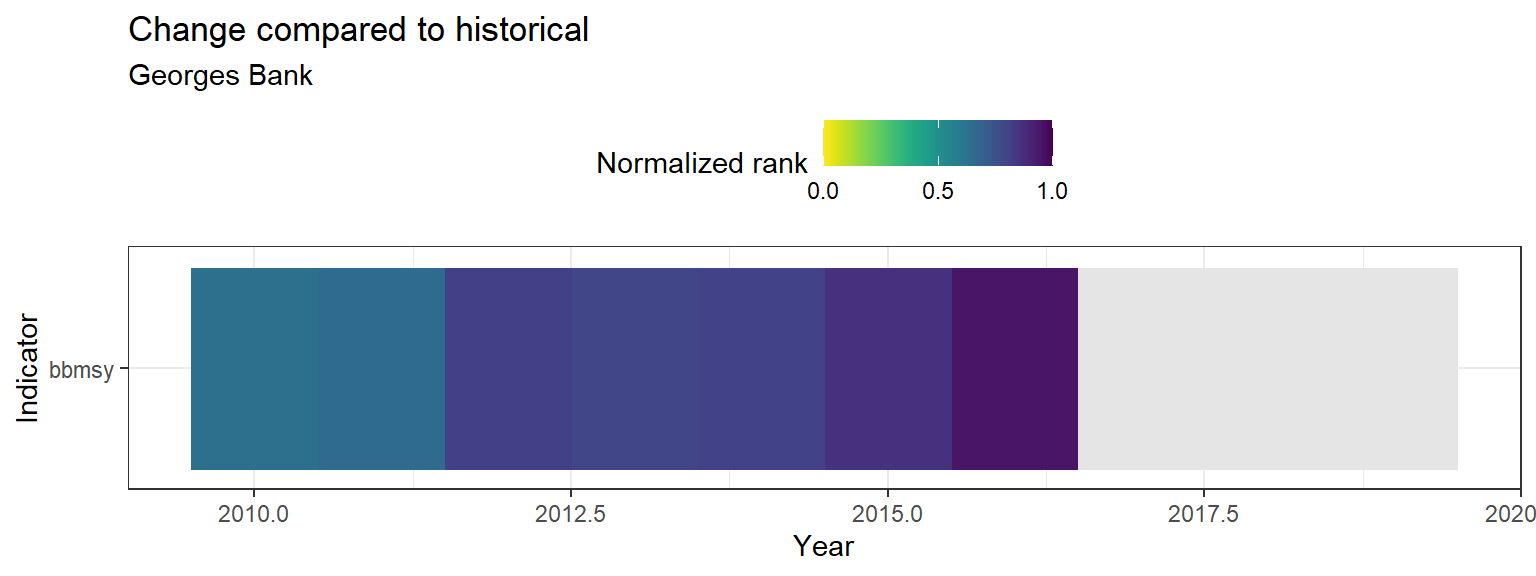 Change compared to historical
Georges Bank
Normalized rank
0.0 0.5 1.0
Indicator
bbmsy
2010.0 2012.5 2015.0 2017.5 2020
Year